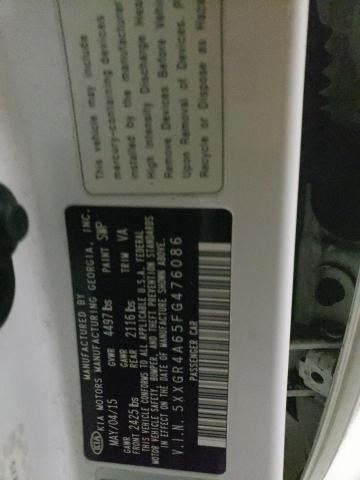 This vehicle may include
mercury-containing devices
installed by the manufacturer:
High Intensity Discharge Hea
Remove Devices Before Vehic
Upon Removal of Devices, P
Recycle or Dispose as Haza
KIA
MANUFACTURED BY
KIA MOTORS MANUFACTURING GEORGIA, INC.
MAY/04/15
GVWR 4497 lbs
PAINT SWP
GAWR FRONT 2425 lbs
GAWR REAR 2116 lbs
TRIM VA
THIS VEHICLE CONFORMS TO ALL APPLICABLE U.S.A. FEDERAL
MOTOR VEHICLE SAFETY, BUMPER, AND THEFT PREVENTION STANDARDS
IN EFFECT ON THE DATE OF MANUFACTURE SHOWN ABOVE.
V.I.N. 5XXGR4A65FG476086
PASSENGER CAR